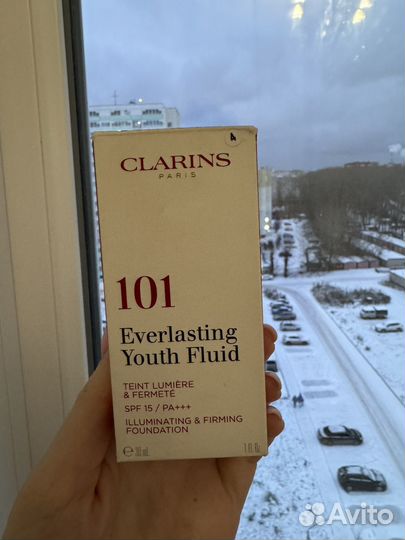 4
CLARINS
PARIS
101
Everlasting
Youth Fluid
TEINT LUMIÈRE
& FERMETÉ
SPF 15 / PA+++
ILLUMINATING & FIRMING
FOUNDATION
℮ 30 mL 1 fl. oz
Avito